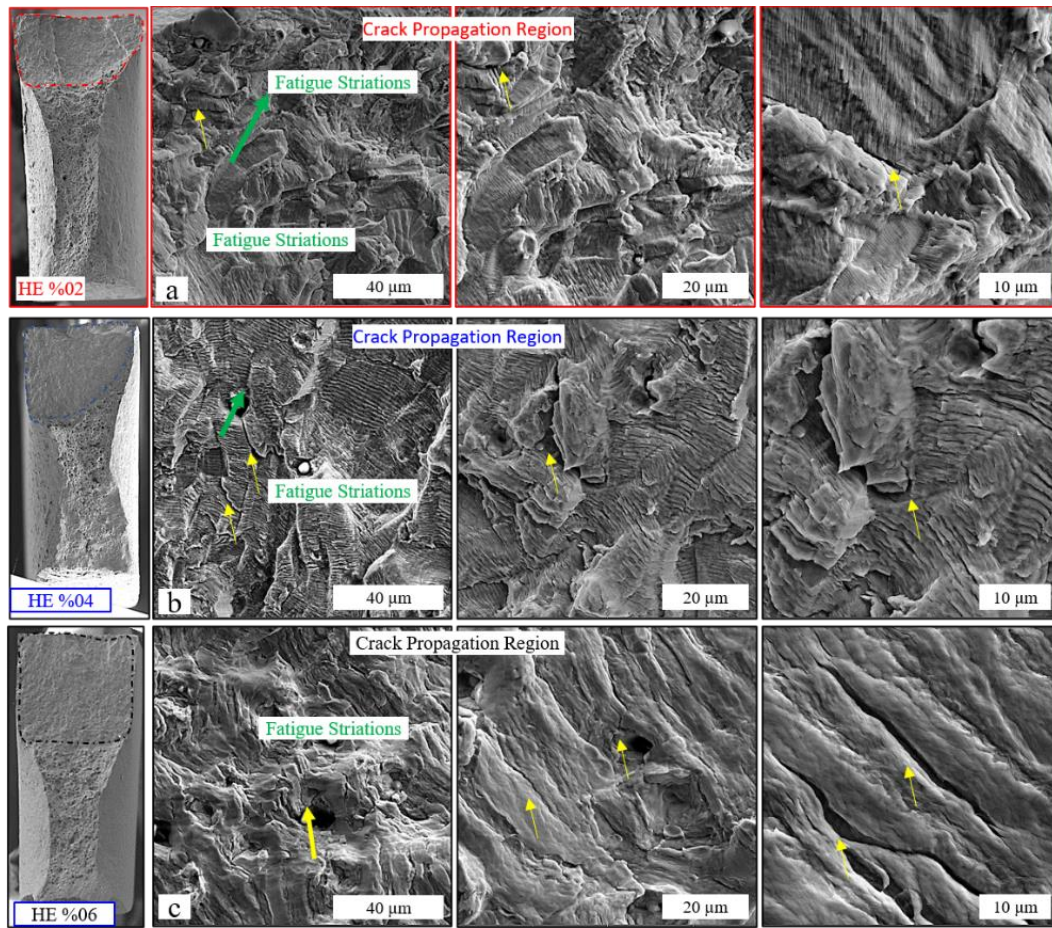 Crack Propagation Region
Fatigue Striations
Fatigue Striations
HE %02
a
40 µm
20 µm
10 µm
Crack Propagation Region
Fatigue Striations
HE %04
b
40 µm
20 µm
10 µm
Crack Propagation Region
Fatigue Striations
HE %06
c
40 µm
20 µm
10 µm